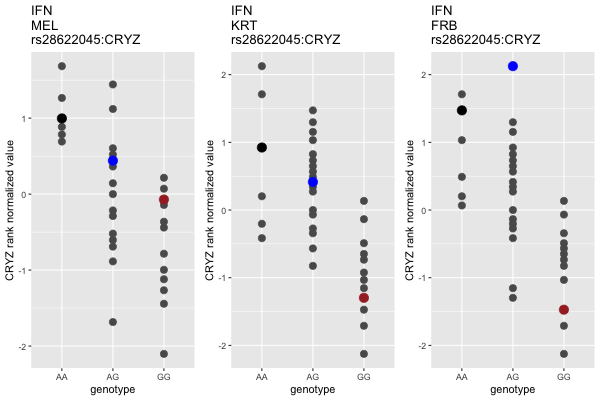 IFN
MEL
rs28622045:CRYZ
CRYZ rank normalized value
1
0
-1
-2
AA
AG
GG
genotype
IFN
KRT
rs28622045:CRYZ
CRYZ rank normalized value
2
1
0
-1
-2
AA
AG
GG
genotype
IFN
FRB
rs28622045:CRYZ
CRYZ rank normalized value
2
1
0
-1
-2
AA
AG
GG
genotype